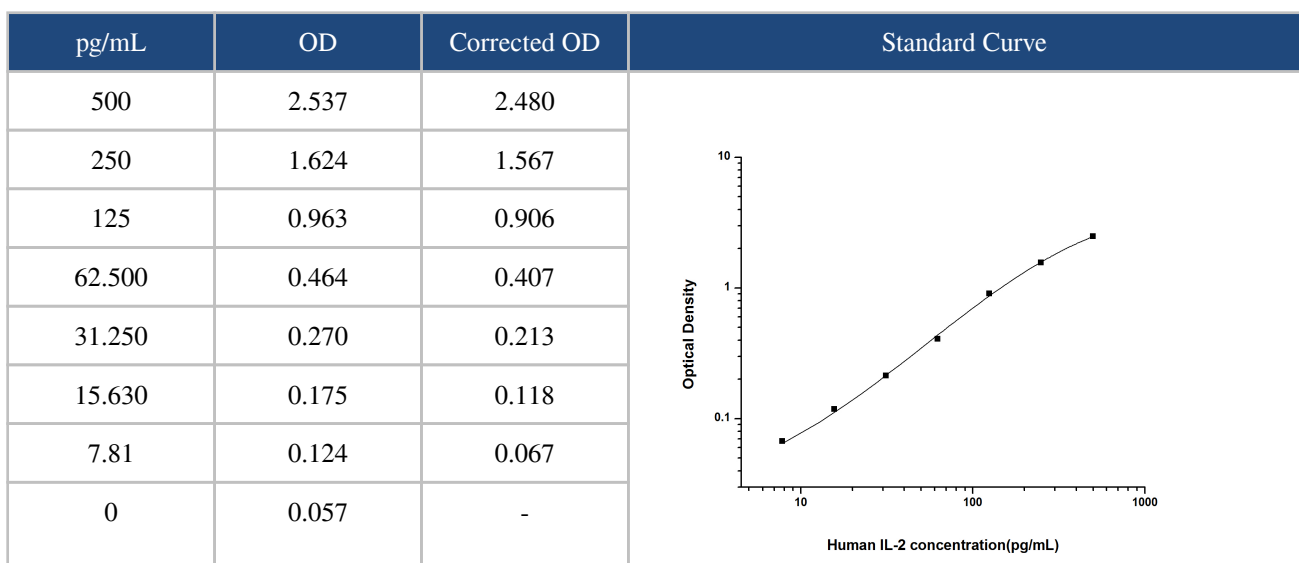 pg/mL OD Corrected OD Standard Curve
500 2.537 2.480
250 1.624 1.567
125 0.963 0.906
62.500 0.464 0.407
31.250 0.270 0.213
15.630 0.175 0.118
7.81 0.124 0.067
0 0.057 -
10
1
0.1
Optical Density
10 100 1000
Human IL-2 concentration(pg/mL)